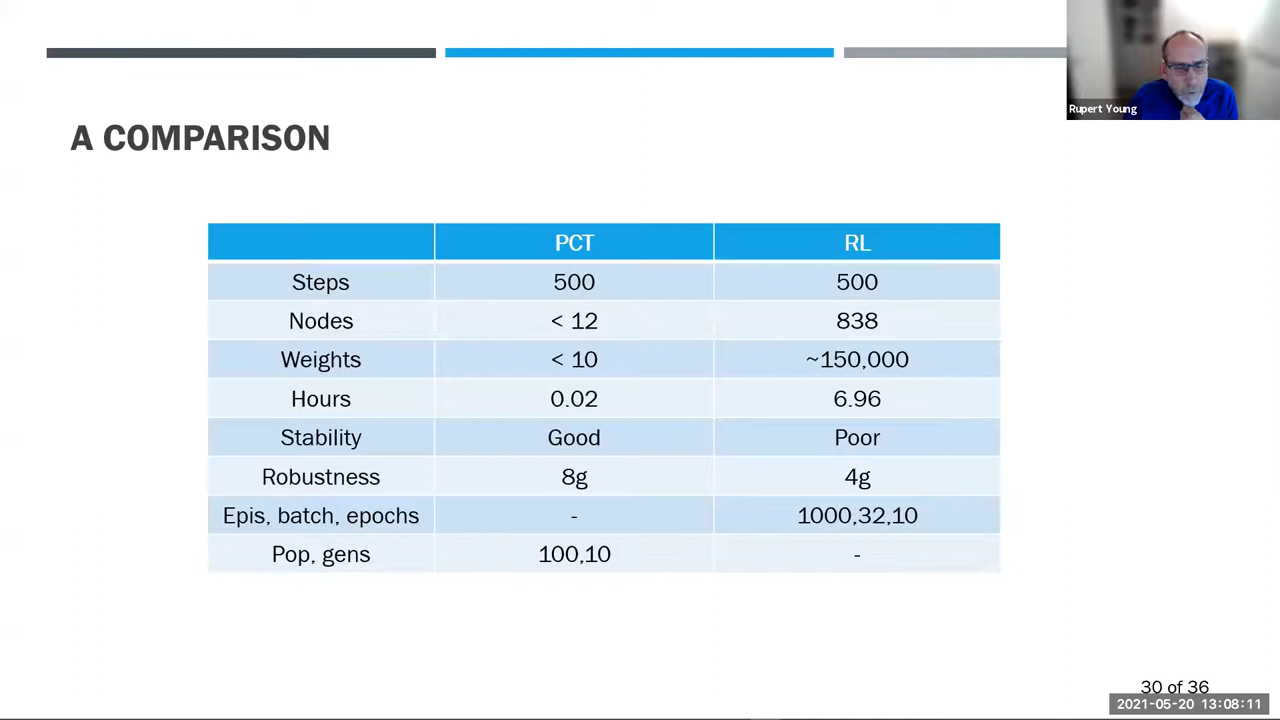 Rupert Young
A COMPARISON
PCT RL
Steps 500 500
Nodes < 12 838
Weights < 10 ~150,000
Hours 0.02 6.96
Stability Good Poor
Robustness 8g 4g
Epis, batch, epochs - 1000,32,10
Pop, gens 100,10 -
30 of 36
2021-05-20 13:08:11